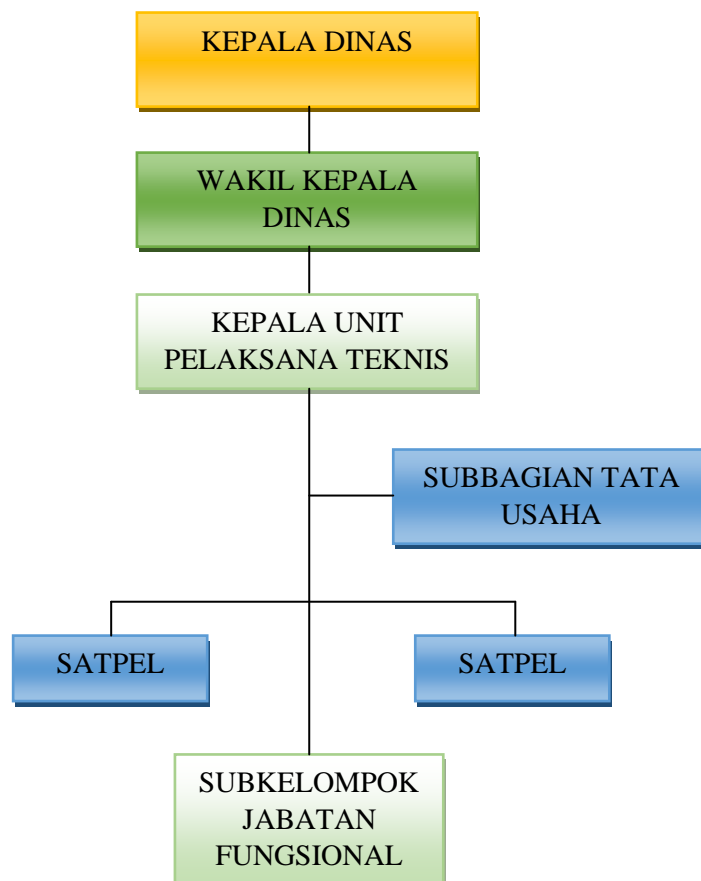 KEPALA DINAS
WAKIL KEPALA
DINAS
KEPALA UNIT
PELAKSANA TEKNIS
SUBBAGIAN TATA
USAHA
SATPEL
SATPEL
SUBKELOMPOK
JABATAN
FUNGSIONAL